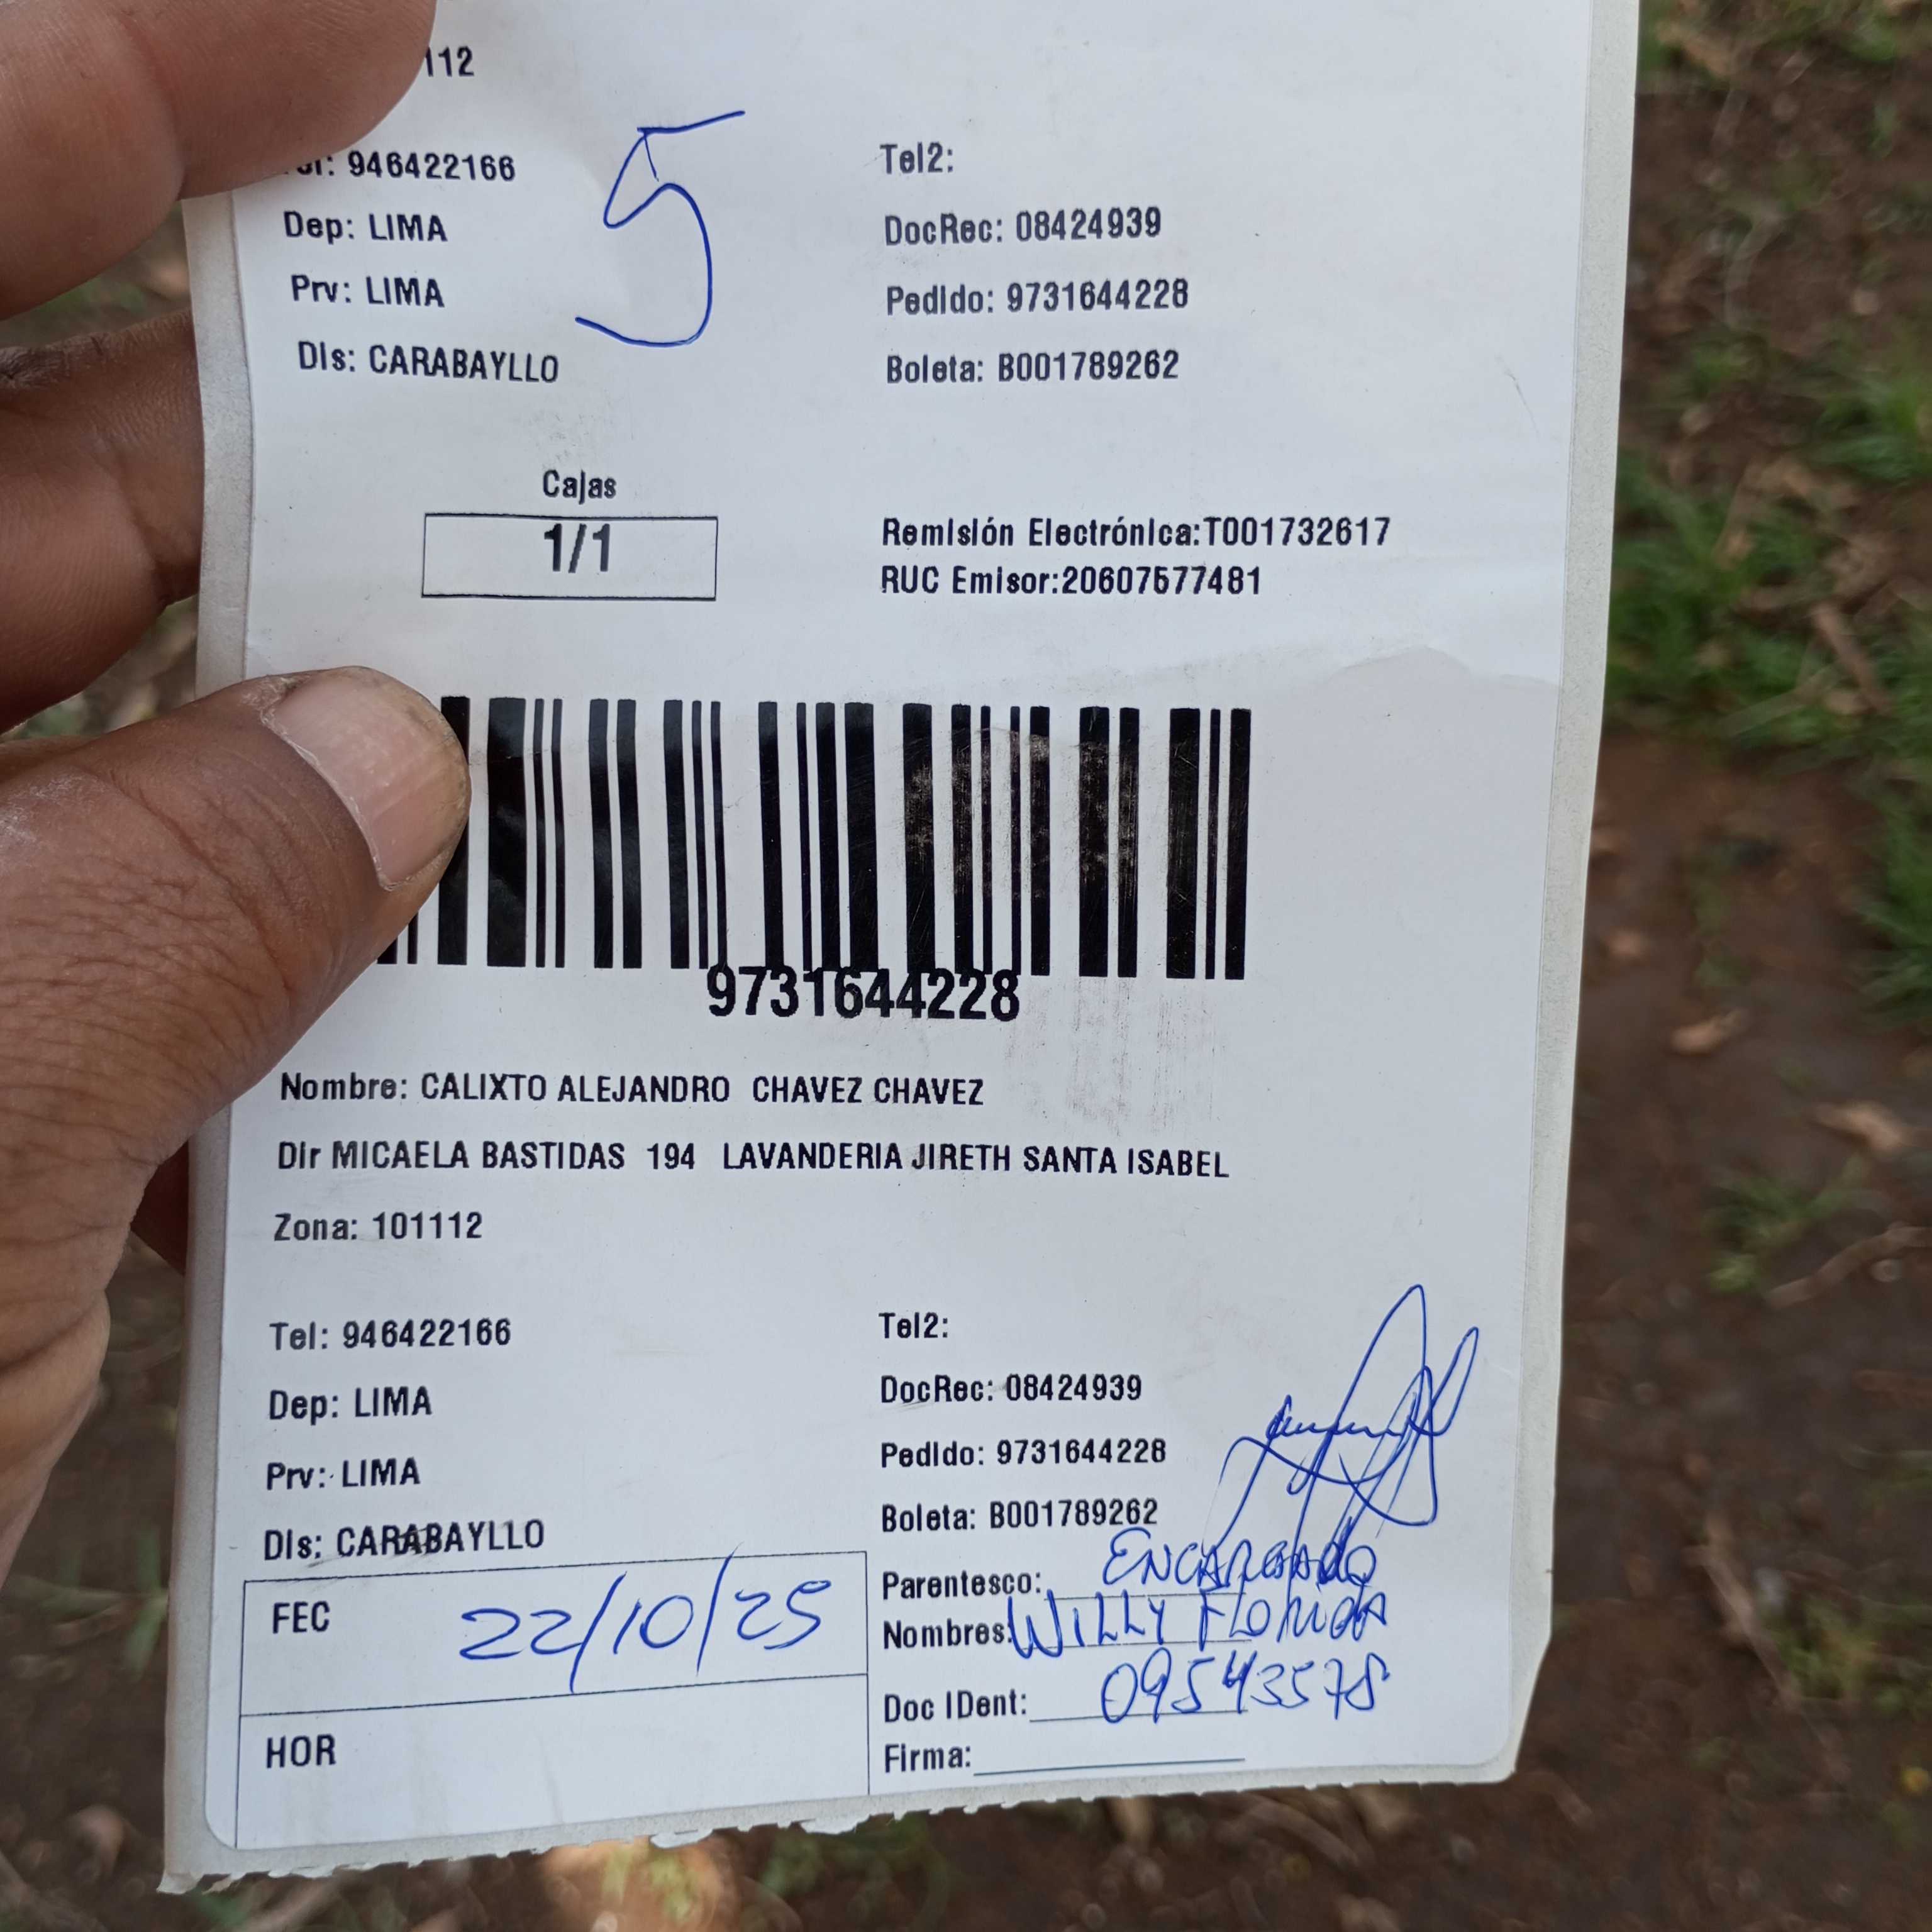 112
5
: 946422166
Tel2:
Dep: LIMA
DocRec: 08424939
Prv: LIMA
Pedido: 9731644228
Dis: CARABAYLLO
Boleta: B001789262
Cajas
1/1
Remisión Electrónica:T001732617
RUC Emisor:20607577481
9731644228
Nombre: CALIXTO ALEJANDRO CHAVEZ CHAVEZ
Dir MICAELA BASTIDAS 194 LAVANDERIA JIRETH SANTA ISABEL
Zona: 101112
Tel: 946422166
Tel2:
Dep: LIMA
DocRec: 08424939
Prv: LIMA
Pedido: 9731644228
Dis: CARABAYLLO
Boleta: B001789262
FEC 22/10/25
Parentesco: ENCARGADO
Nombres: WILLY Florida
Doc IDent: 09543578
HOR
Firma: